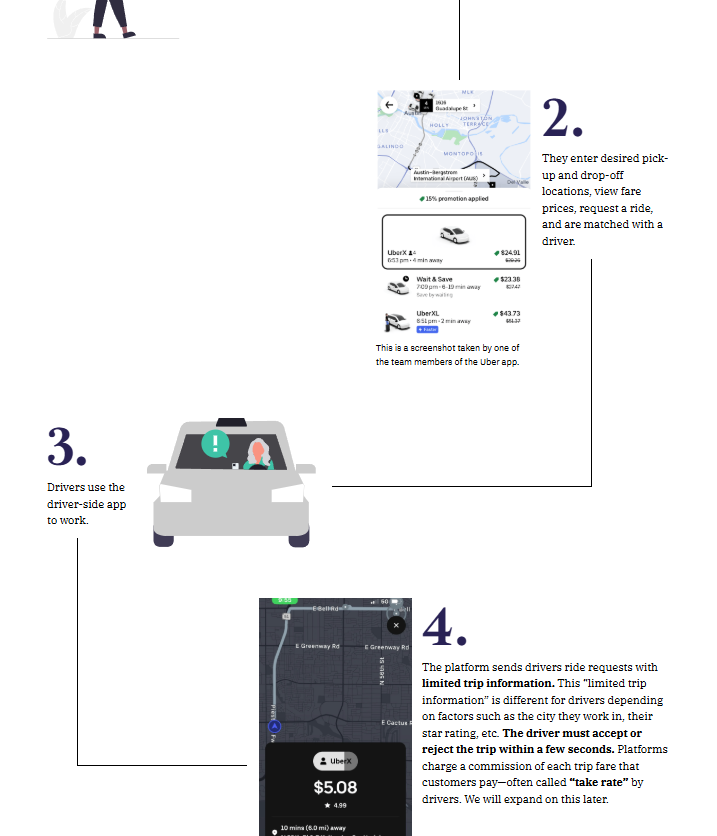 2.
They enter desired pick-
up and drop-off
locations, view fare
prices, request a ride,
and are matched with a
driver.
1616
Guadalupe St
Austin
HOLLY
JOHNSTON
TERRACE
GALINDO
MONTOPOLIS
Austin-Bergstrom
International Airport (AUS)
Del Valle
15% promotion applied
UberX 4 $24.91
6:53 pm · 4 min away
Wait & Save $23.38
7:09 pm · 6-19 min away $27.47
Save by waiting
UberXL $43.73
6:51 pm · 2 min away $51.37
Faster
This is a screenshot taken by one of
the team members of the Uber app.
3.
Drivers use the
driver-side app
to work.
!
4.
The platform sends drivers ride requests with
limited trip information. This “limited trip
information” is different for drivers depending
on factors such as the city they work in, their
star rating, etc. The driver must accept or
reject the trip within a few seconds. Platforms
charge a commission of each trip fare that
customers pay—often called “take rate” by
drivers. We will expand on this later.
9:55
5G
E Bell Rd
E Greenway Rd
E Greenway Rd
N 56th St
E Cactus R
UberX
$5.08
★ 4.99
10 mins (6.0 mi) away